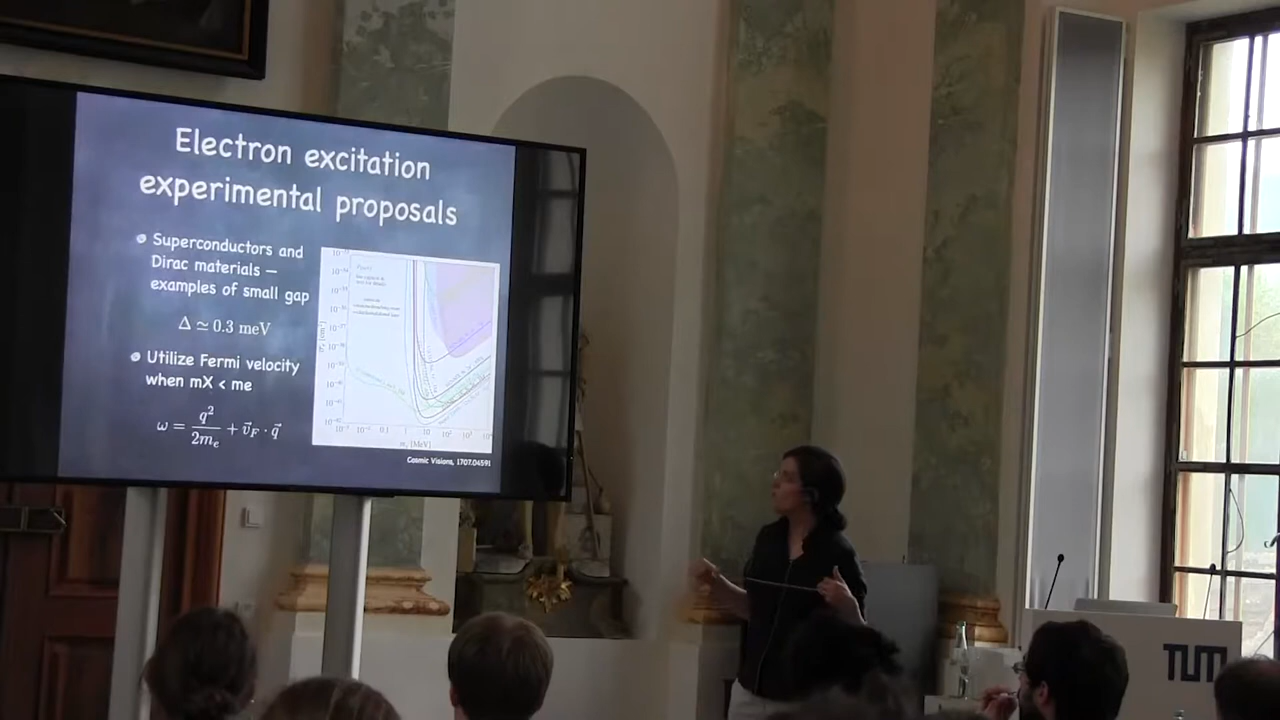 Electron excitation
experimental proposals
Superconductors and
Dirac materials —
examples of small gap
Δ ≃ 0.3 meV
Utilize Fermi velocity
when mX < me
ω = q²/2mₑ + v⃗_F · q⃗
Cosmic Visions, 1707.04591
TUM